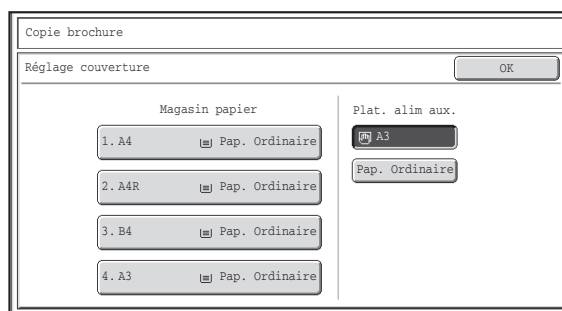 Copie brochure
Réglage couverture
OK
Magasin papier
Plat. alim aux.
1. A4 Pap. Ordinaire
A3
2. A4R Pap. Ordinaire
Pap. Ordinaire
3. B4 Pap. Ordinaire
4. A3 Pap. Ordinaire